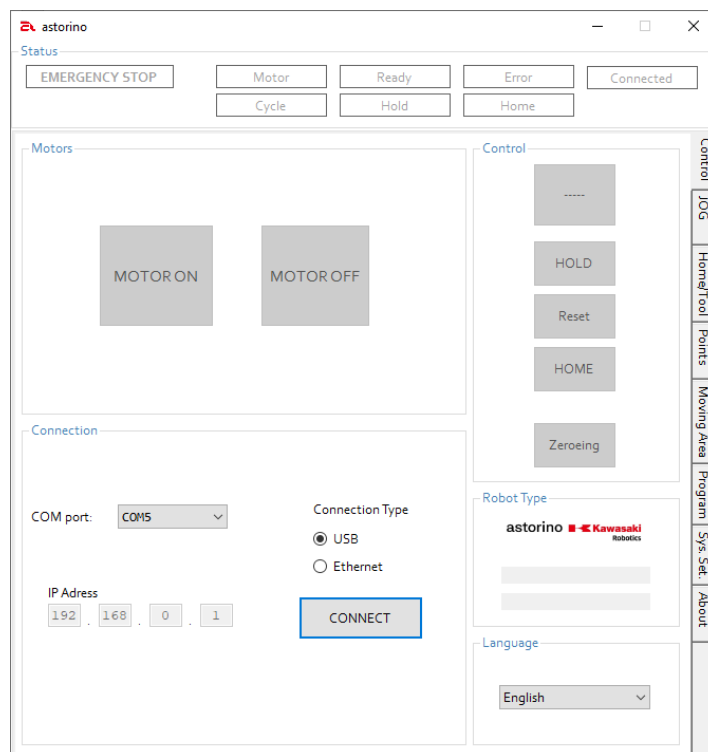 astorino
Status
EMERGENCY STOP
Motor
Ready
Error
Connected
Cycle
Hold
Home
Motors
MOTOR ON
MOTOR OFF
Control
-----
HOLD
Reset
HOME
Zeroeing
Connection
COM port:
COM5
Connection Type
USB
Ethernet
IP Adress
192 . 168 . 0 . 1
CONNECT
Robot Type
astorino Kawasaki
Robotics
Language
English
Control
JOG
Home/Tool
Points
Moving Area
Program
Sys. Set.
About